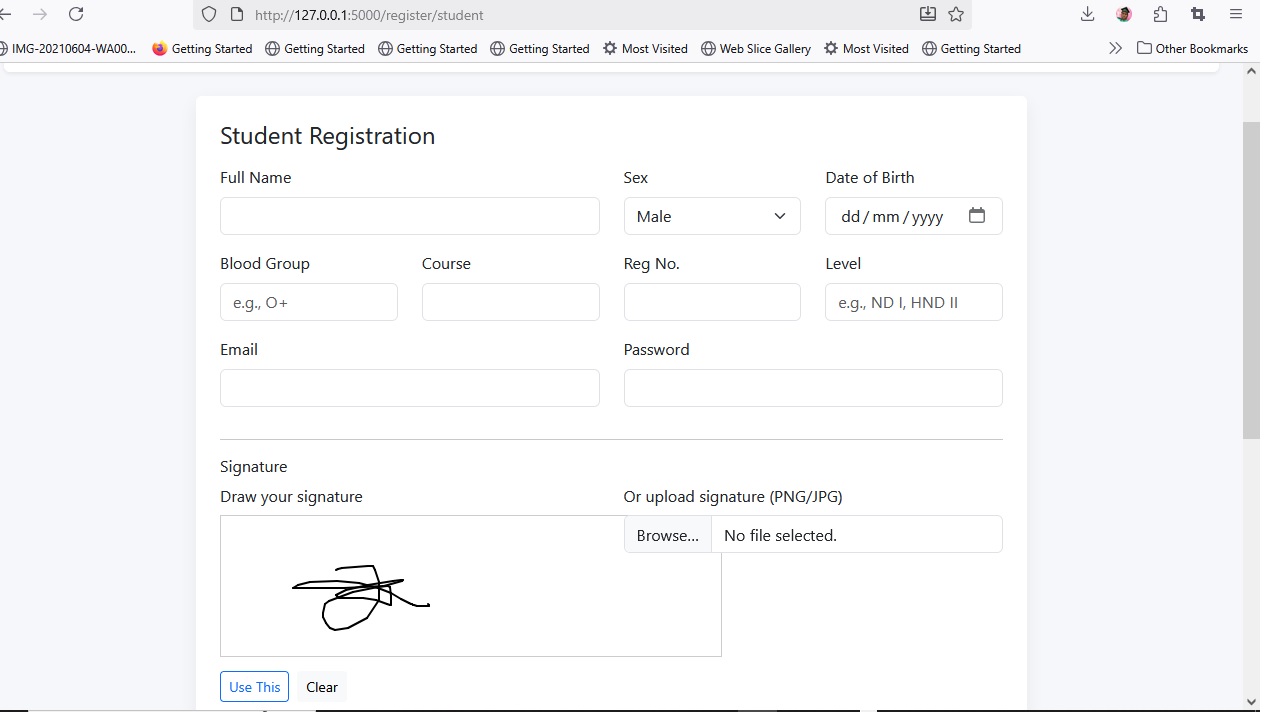 http://127.0.0.1:5000/register/student
IMG-20210604-WA00... Getting Started Getting Started Getting Started Getting Started Most Visited Web Slice Gallery Most Visited Getting Started Other Bookmarks
Student Registration
Full Name Sex Date of Birth
Male dd / mm / yyyy
Blood Group Course Reg No. Level
e.g., O+ e.g., ND I, HND II
Email Password
Signature
Draw your signature Or upload signature (PNG/JPG)
Browse... No file selected.
Use This Clear